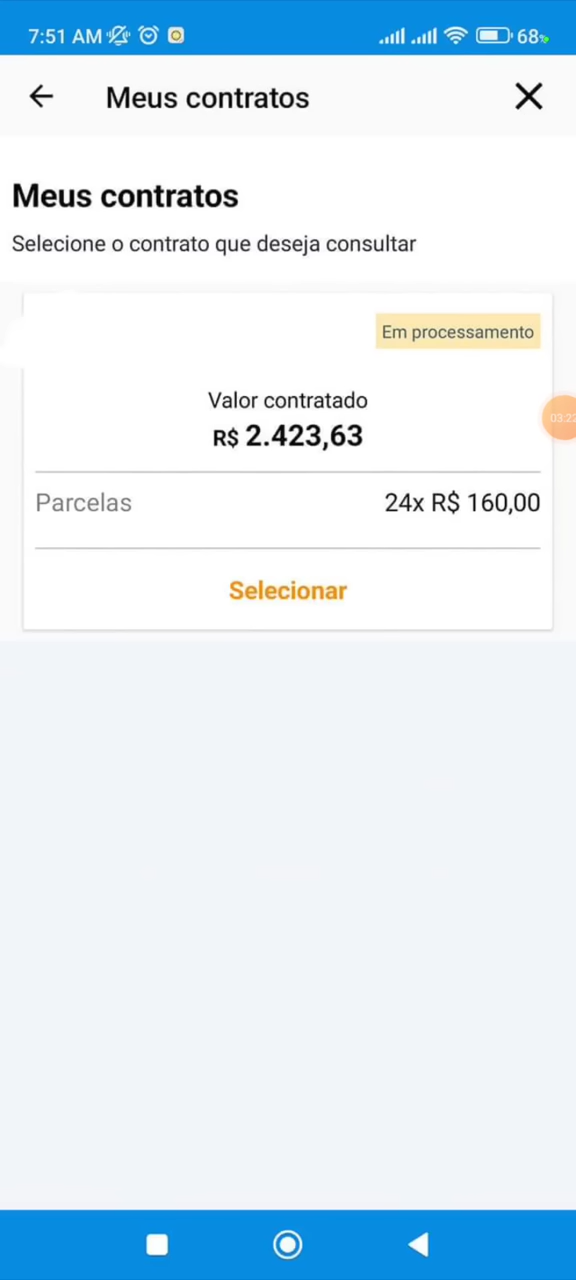 7:51 AM 68
Meus contratos
Meus contratos
Selecione o contrato que deseja consultar
Em processamento
Valor contratado
R$ 2.423,63
Parcelas 24x R$ 160,00
Selecionar